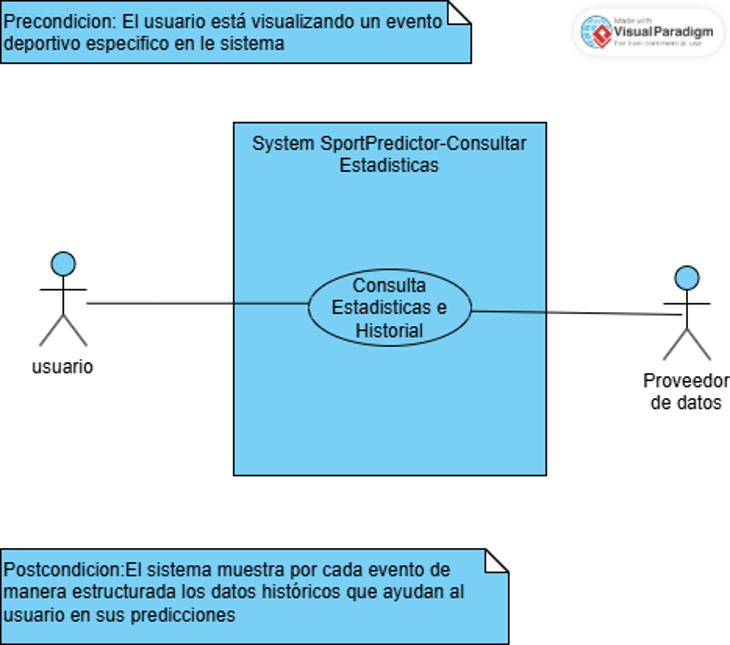 Precondicion: El usuario está visualizando un evento
deportivo especifico en le sistema
Made with
VisualParadigm
For non-commercial use
System SportPredictor-Consultar
Estadisticas
Consulta
Estadisticas e
Historial
usuario
Proveedor
de datos
Postcondicion:El sistema muestra por cada evento de
manera estructurada los datos históricos que ayudan al
usuario en sus predicciones